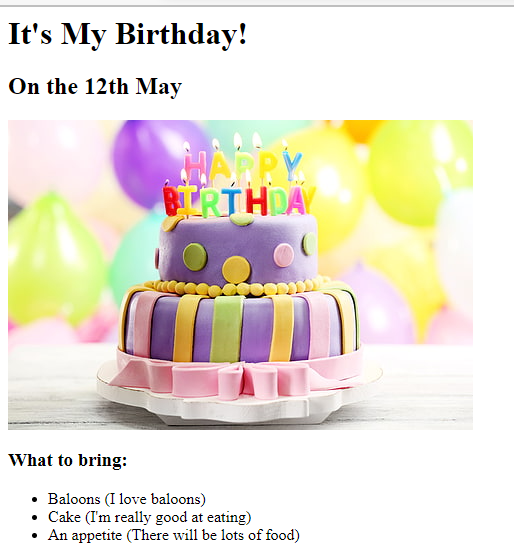 It's My Birthday!
On the 12th May
HAPPY
BIRTHDAY
What to bring:
Baloons (I love baloons)
Cake (I'm really good at eating)
An appetite (There will be lots of food)